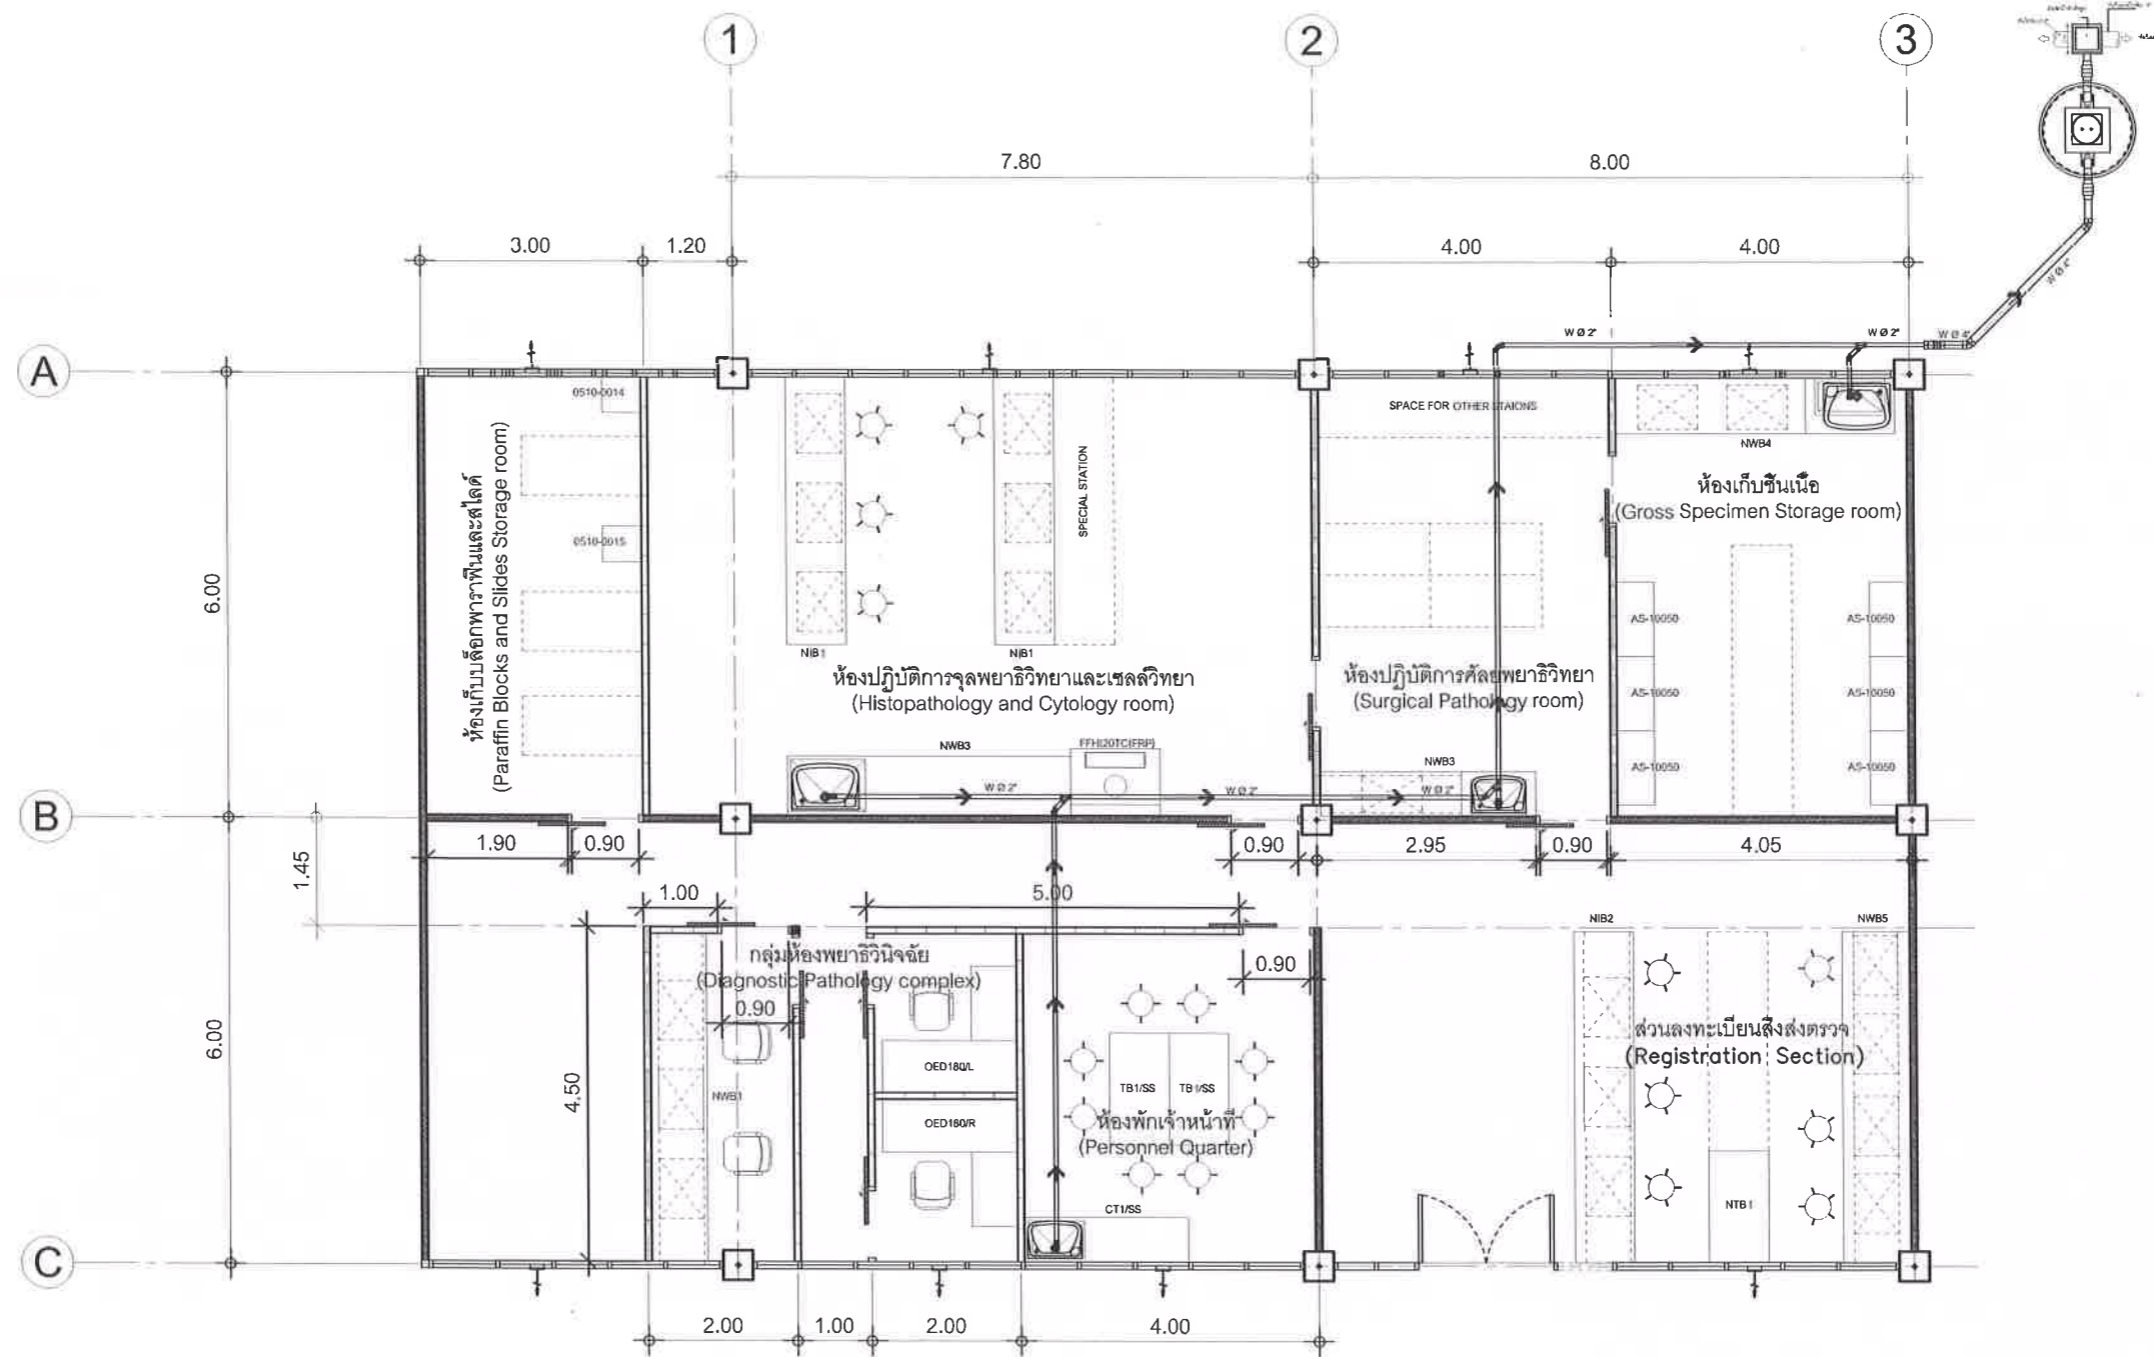 1
2
3
7.80
8.00
3.00
1.20
4.00
4.00
W Ø 4"
W Ø 2"
W Ø 2"
W Ø 4"
A
0510-0014
SPACE FOR OTHER STAIONS
NWB4
ห้องเก็บบล็อกพาราฟินและสไลด์
(Paraffin Blocks and Slides Storage room)
SPECIAL STATION
ห้องเก็บชิ้นเนื้อ
(Gross Specimen Storage room)
0510-0015
6.00
AS-10050
AS-10050
NIB1
NIB1
ห้องปฏิบัติการจุลพยาธิวิทยาและเซลล์วิทยา
(Histopathology and Cytology room)
ห้องปฏิบัติการศัลยพยาธิวิทยา
(Surgical Pathology room)
AS-10050
AS-10050
NWB3
FFH120TC(FRP)
NWB3
AS-10050
AS-10050
W Ø 2"
W Ø 2"
W Ø 2"
B
1.90
0.90
0.90
2.95
0.90
4.05
1.45
1.00
5.00
NIB2
NWB5
กลุ่มห้องพยาธิวินิจฉัย
(Diagnostic Pathology complex)
0.90
0.90
6.00
4.50
OED180/L
ส่วนลงทะเบียนสิ่งส่งตรวจ
(Registration Section)
NWB1
TB1/SS
TB1/SS
OED180/R
ห้องพักเจ้าหน้าที่
(Personnel Quarter)
CT1/SS
NTB1
C
2.00
1.00
2.00
4.00